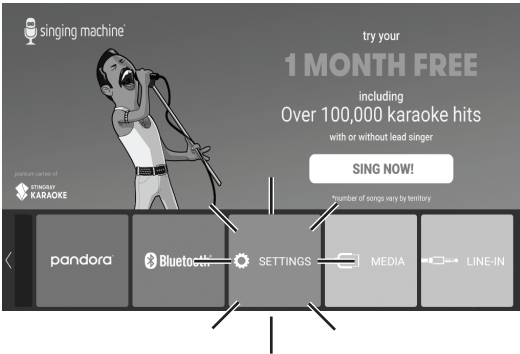 singing machine®
try your
1 MONTH FREE
including
Over 100,000 karaoke hits
with or without lead singer
SING NOW!
*number of songs vary by territory
premium partner of
STINGRAY
KARAOKE
pandora
Bluetooth®
SETTINGS
MEDIA
LINE-IN